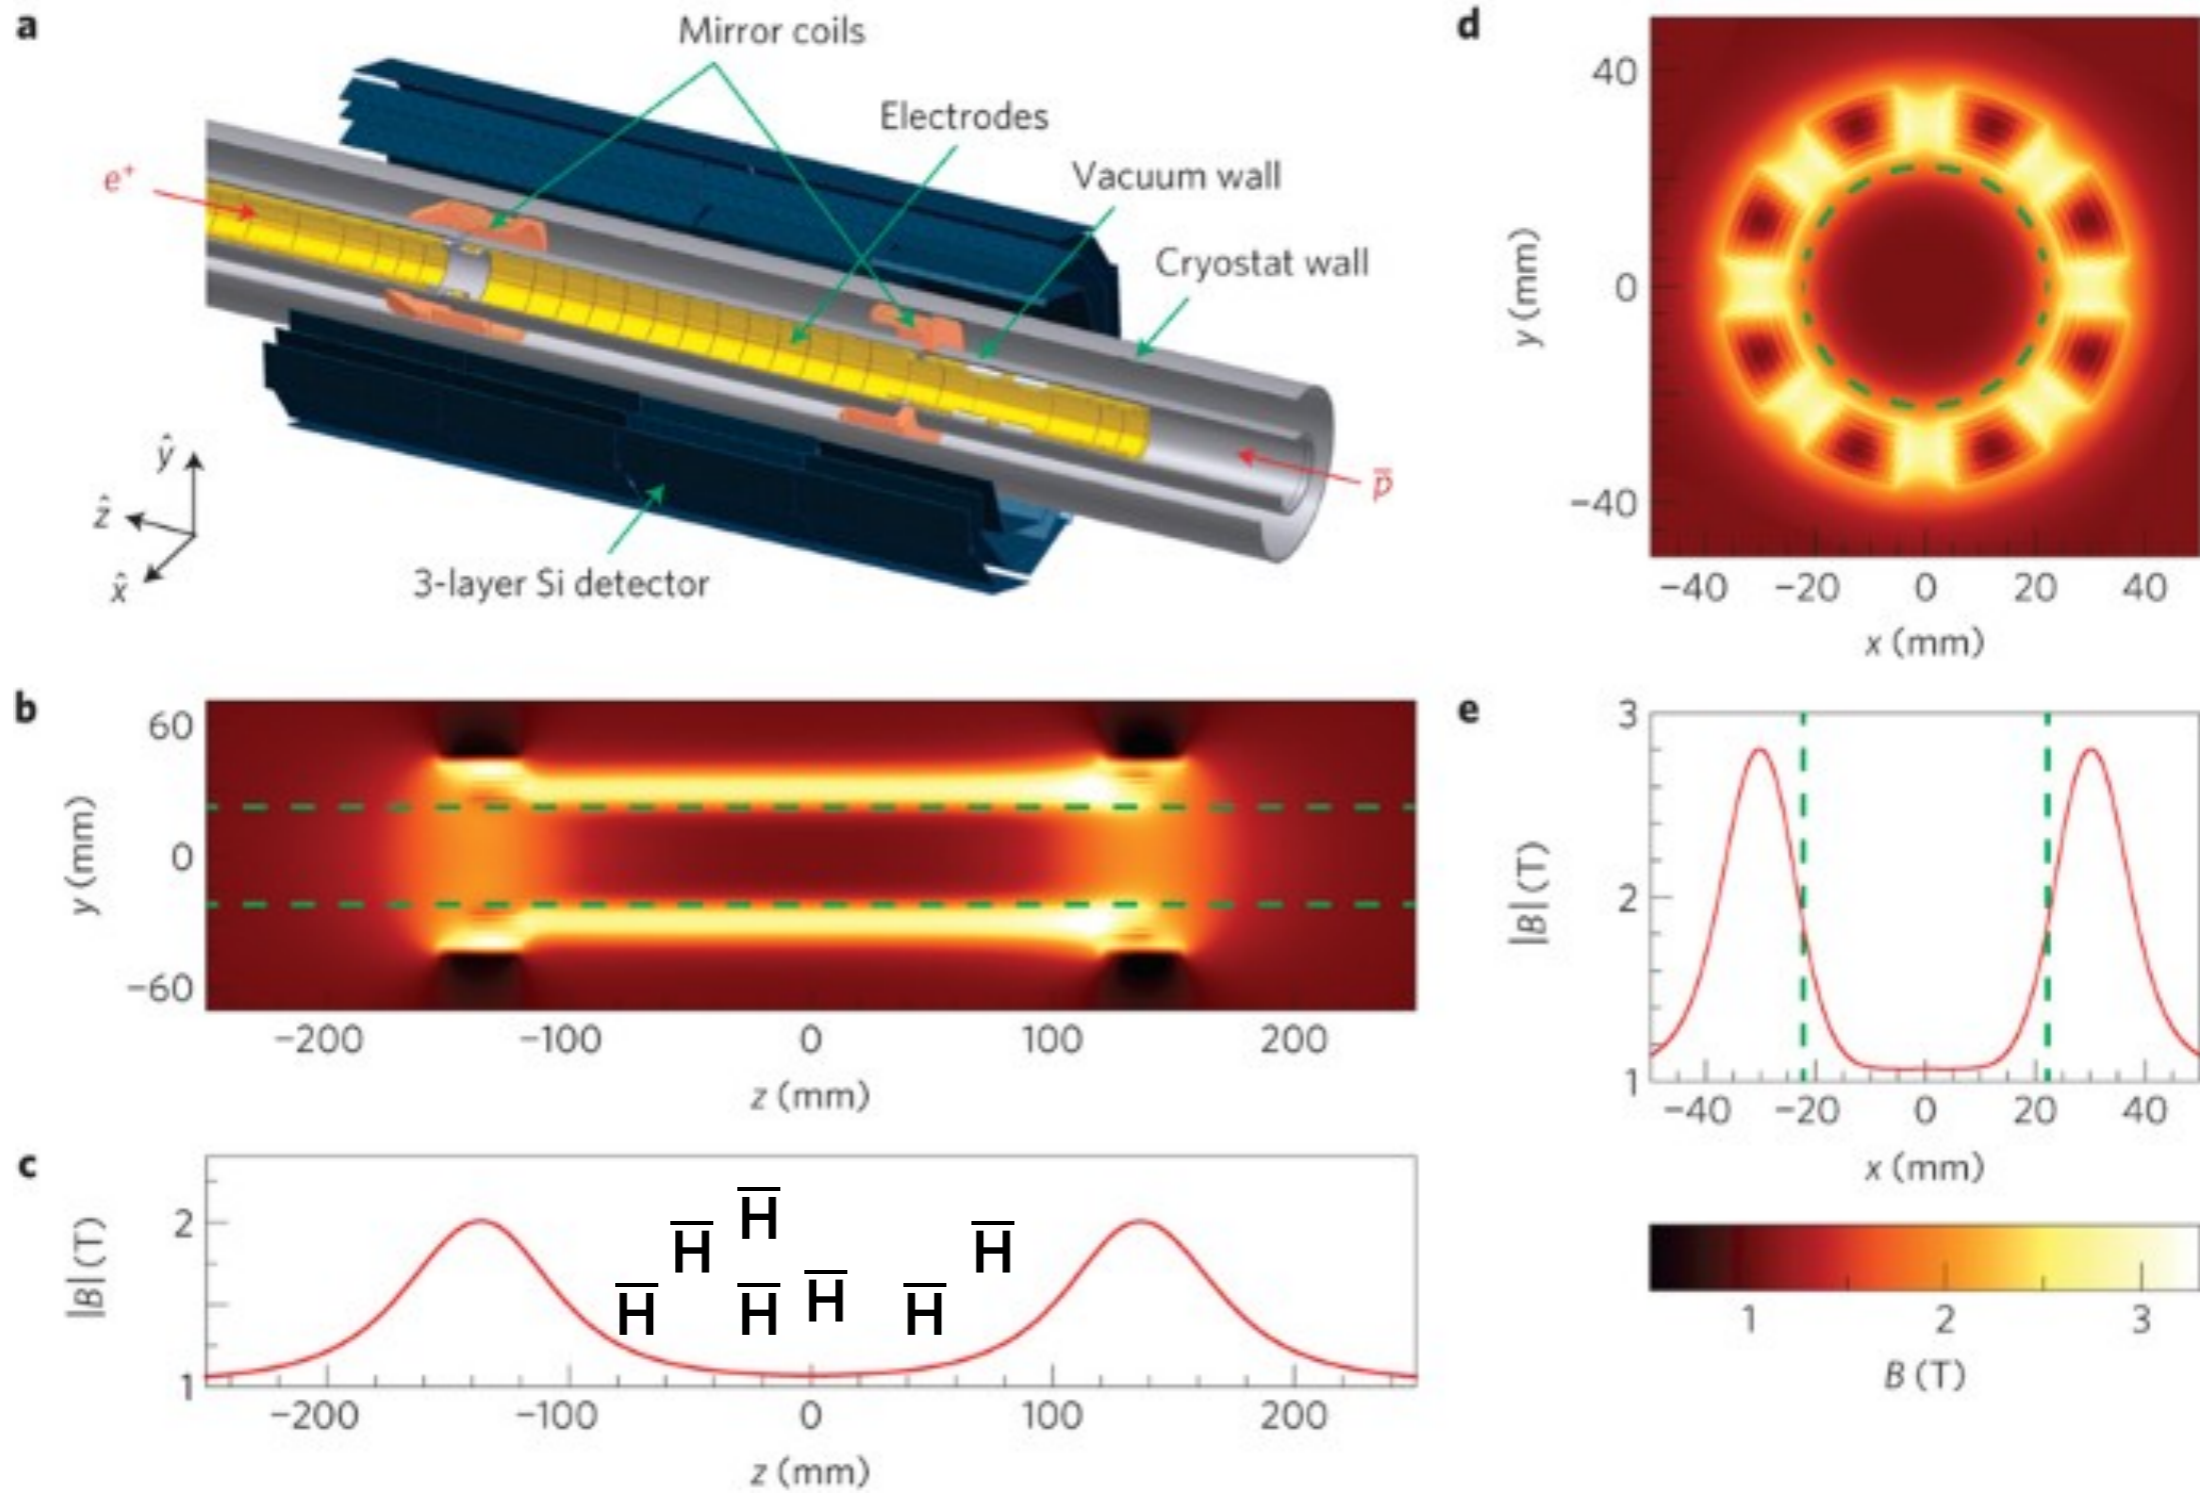 a
Mirror coils
Electrodes
Vacuum wall
Cryostat wall
e⁺
p̅
ŷ
ẑ
x̂
3-layer Si detector
b
60
0
−60
y (mm)
−200 −100 0 100 200
z (mm)
c
2
1
|B| (T)
H̅
H̅ H̅
H̅
H̅ H̅ H̅
−200 −100 0 100 200
z (mm)
d
40
0
−40
y (mm)
−40 −20 0 20 40
x (mm)
e
3
2
1
|B| (T)
−40 −20 0 20 40
x (mm)
1 2 3
B (T)